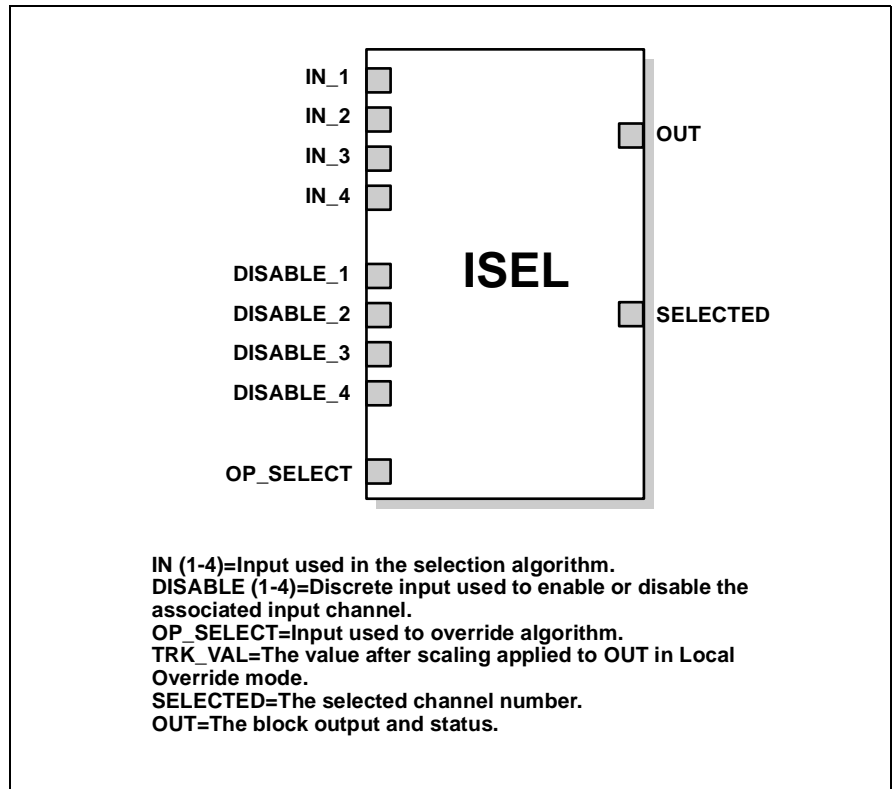 IN_1
IN_2
IN_3
IN_4
DISABLE_1
DISABLE_2
DISABLE_3
DISABLE_4
OP_SELECT
ISEL
OUT
SELECTED
IN (1-4)=Input used in the selection algorithm.
DISABLE (1-4)=Discrete input used to enable or disable the
associated input channel.
OP_SELECT=Input used to override algorithm.
TRK_VAL=The value after scaling applied to OUT in Local
Override mode.
SELECTED=The selected channel number.
OUT=The block output and status.